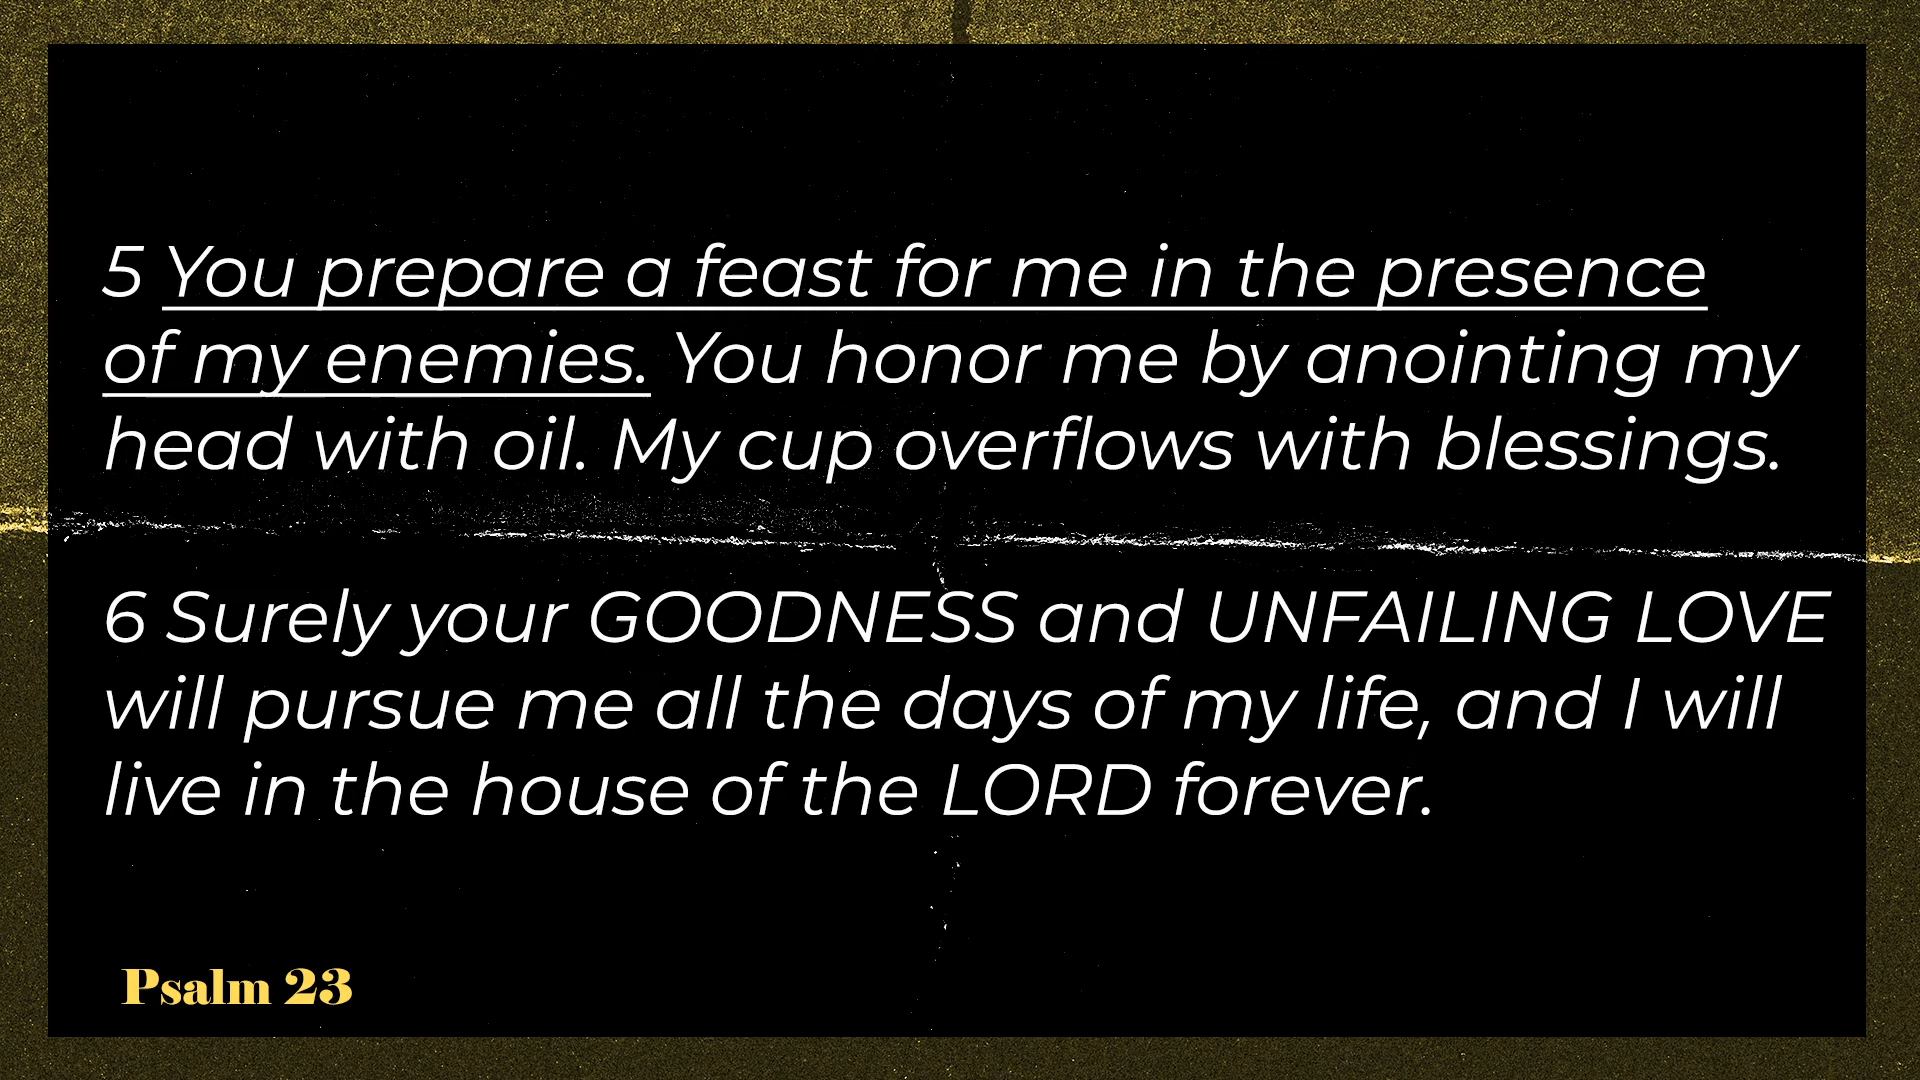 5 You prepare a feast for me in the presence
of my enemies. You honor me by anointing my
head with oil. My cup overflows with blessings.
6 Surely your GOODNESS and UNFAILING LOVE
will pursue me all the days of my life, and I will
live in the house of the LORD forever.
Psalm 23